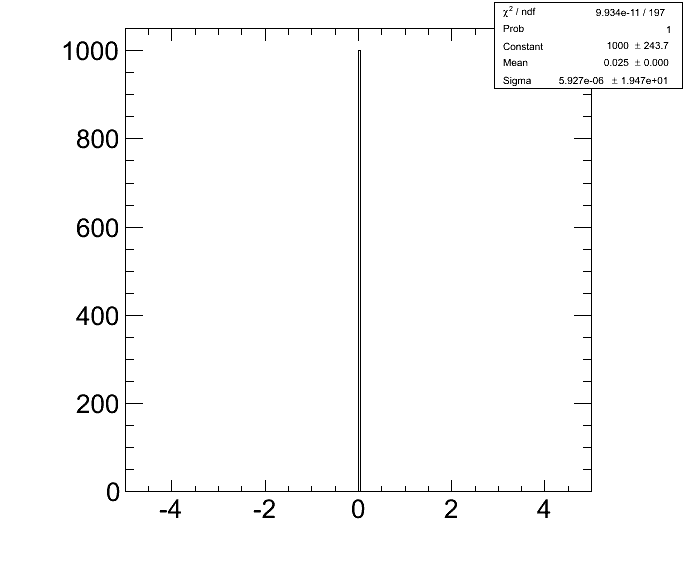 χ² / ndf 9.934e-11 / 197
Prob 1
Constant 1000 ± 243.7
Mean 0.025 ± 0.000
Sigma 5.927e-06 ± 1.947e+01
1000
800
600
400
200
0
-4 -2 0 2 4